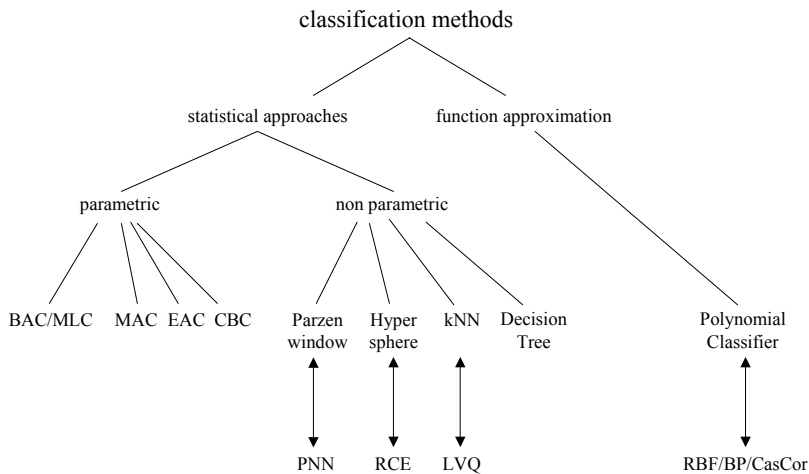 classification methods
statistical approaches function approximation
parametric non parametric
BAC/MLC MAC EAC CBC Parzen Hyper kNN Decision Polynomial
window sphere Tree Classifier
PNN RCE LVQ RBF/BP/CasCor